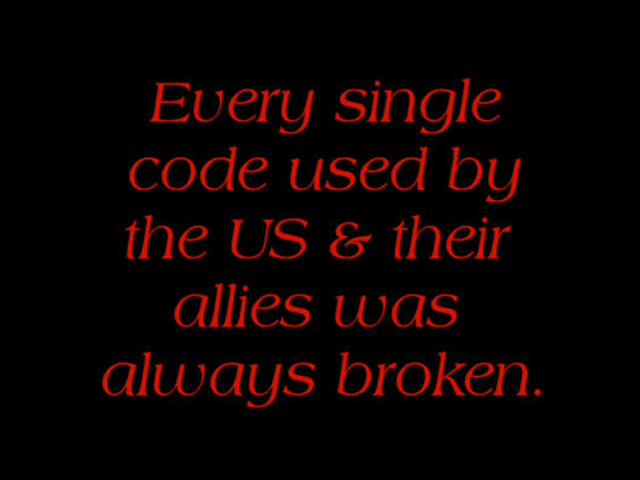 Every single
code used by
the US & their
allies was
always broken.